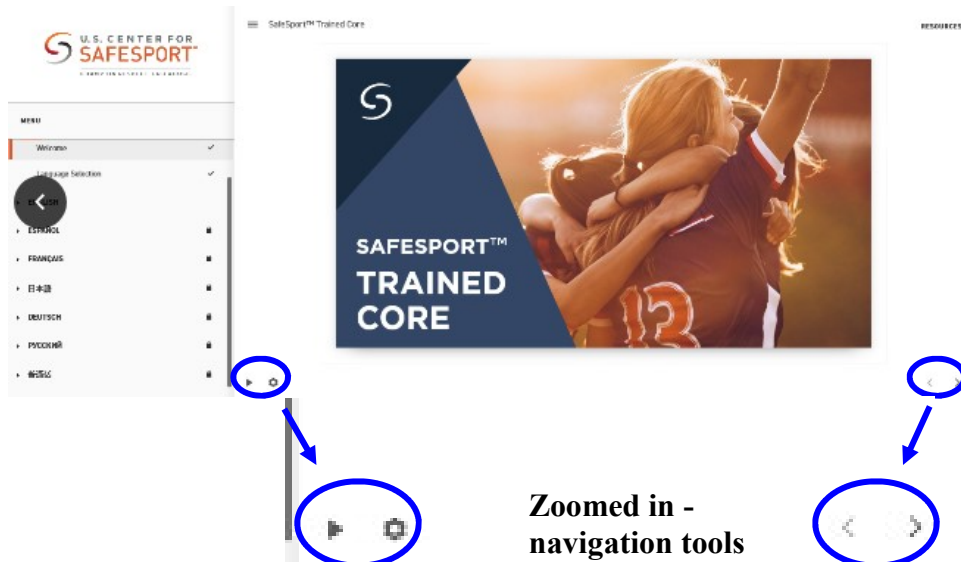 U.S. CENTER FOR
SAFESPORT™
SafeSport™ Trained Core
RESOURCES
MENU
Welcome
Language Selection
ESPAÑOL
FRANÇAIS
日本語
DEUTSCH
РУССКИЙ
SAFESPORT™
TRAINED
CORE
13
Zoomed in -
navigation tools